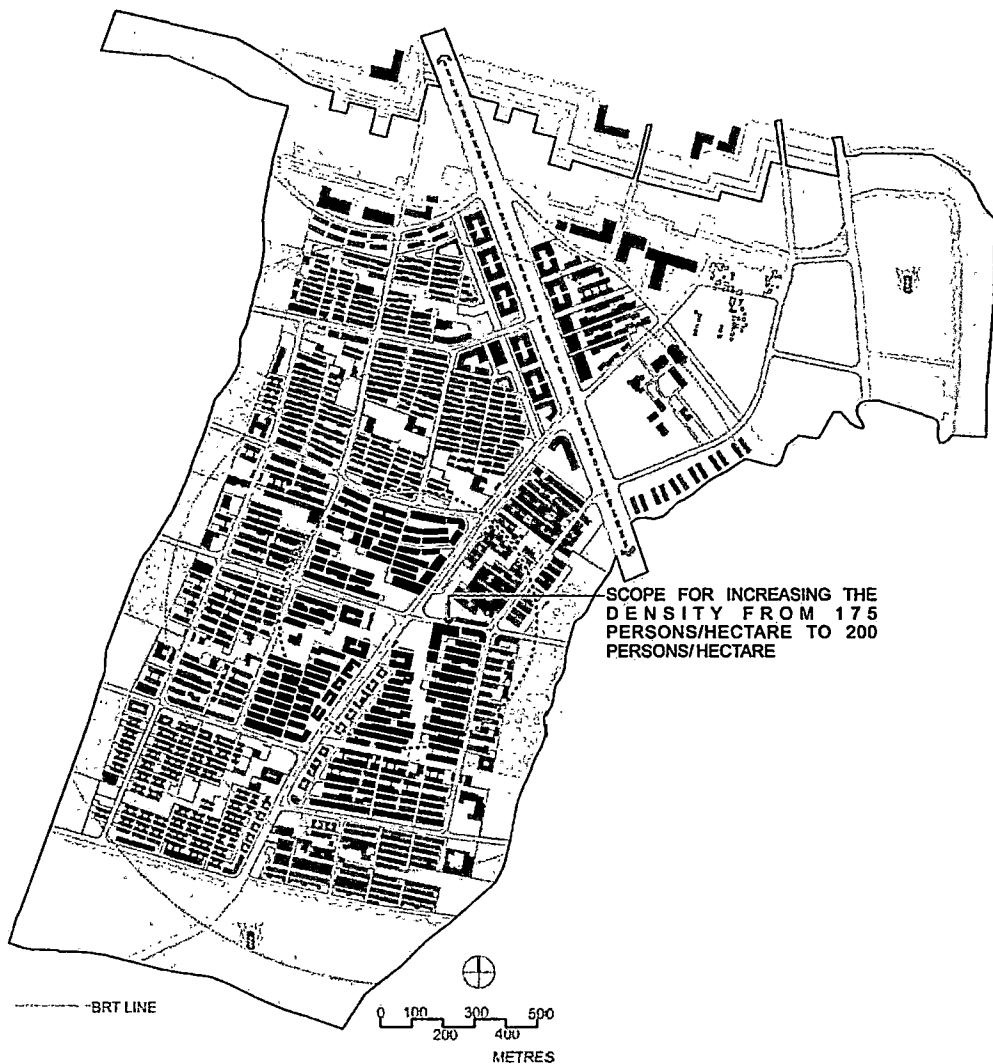 SCOPE FOR INCREASING THE
DENSITY FROM 175
PERSONS/HECTARE TO 200
PERSONS/HECTARE
BRT LINE
0 100 300 500
200 400
METRES